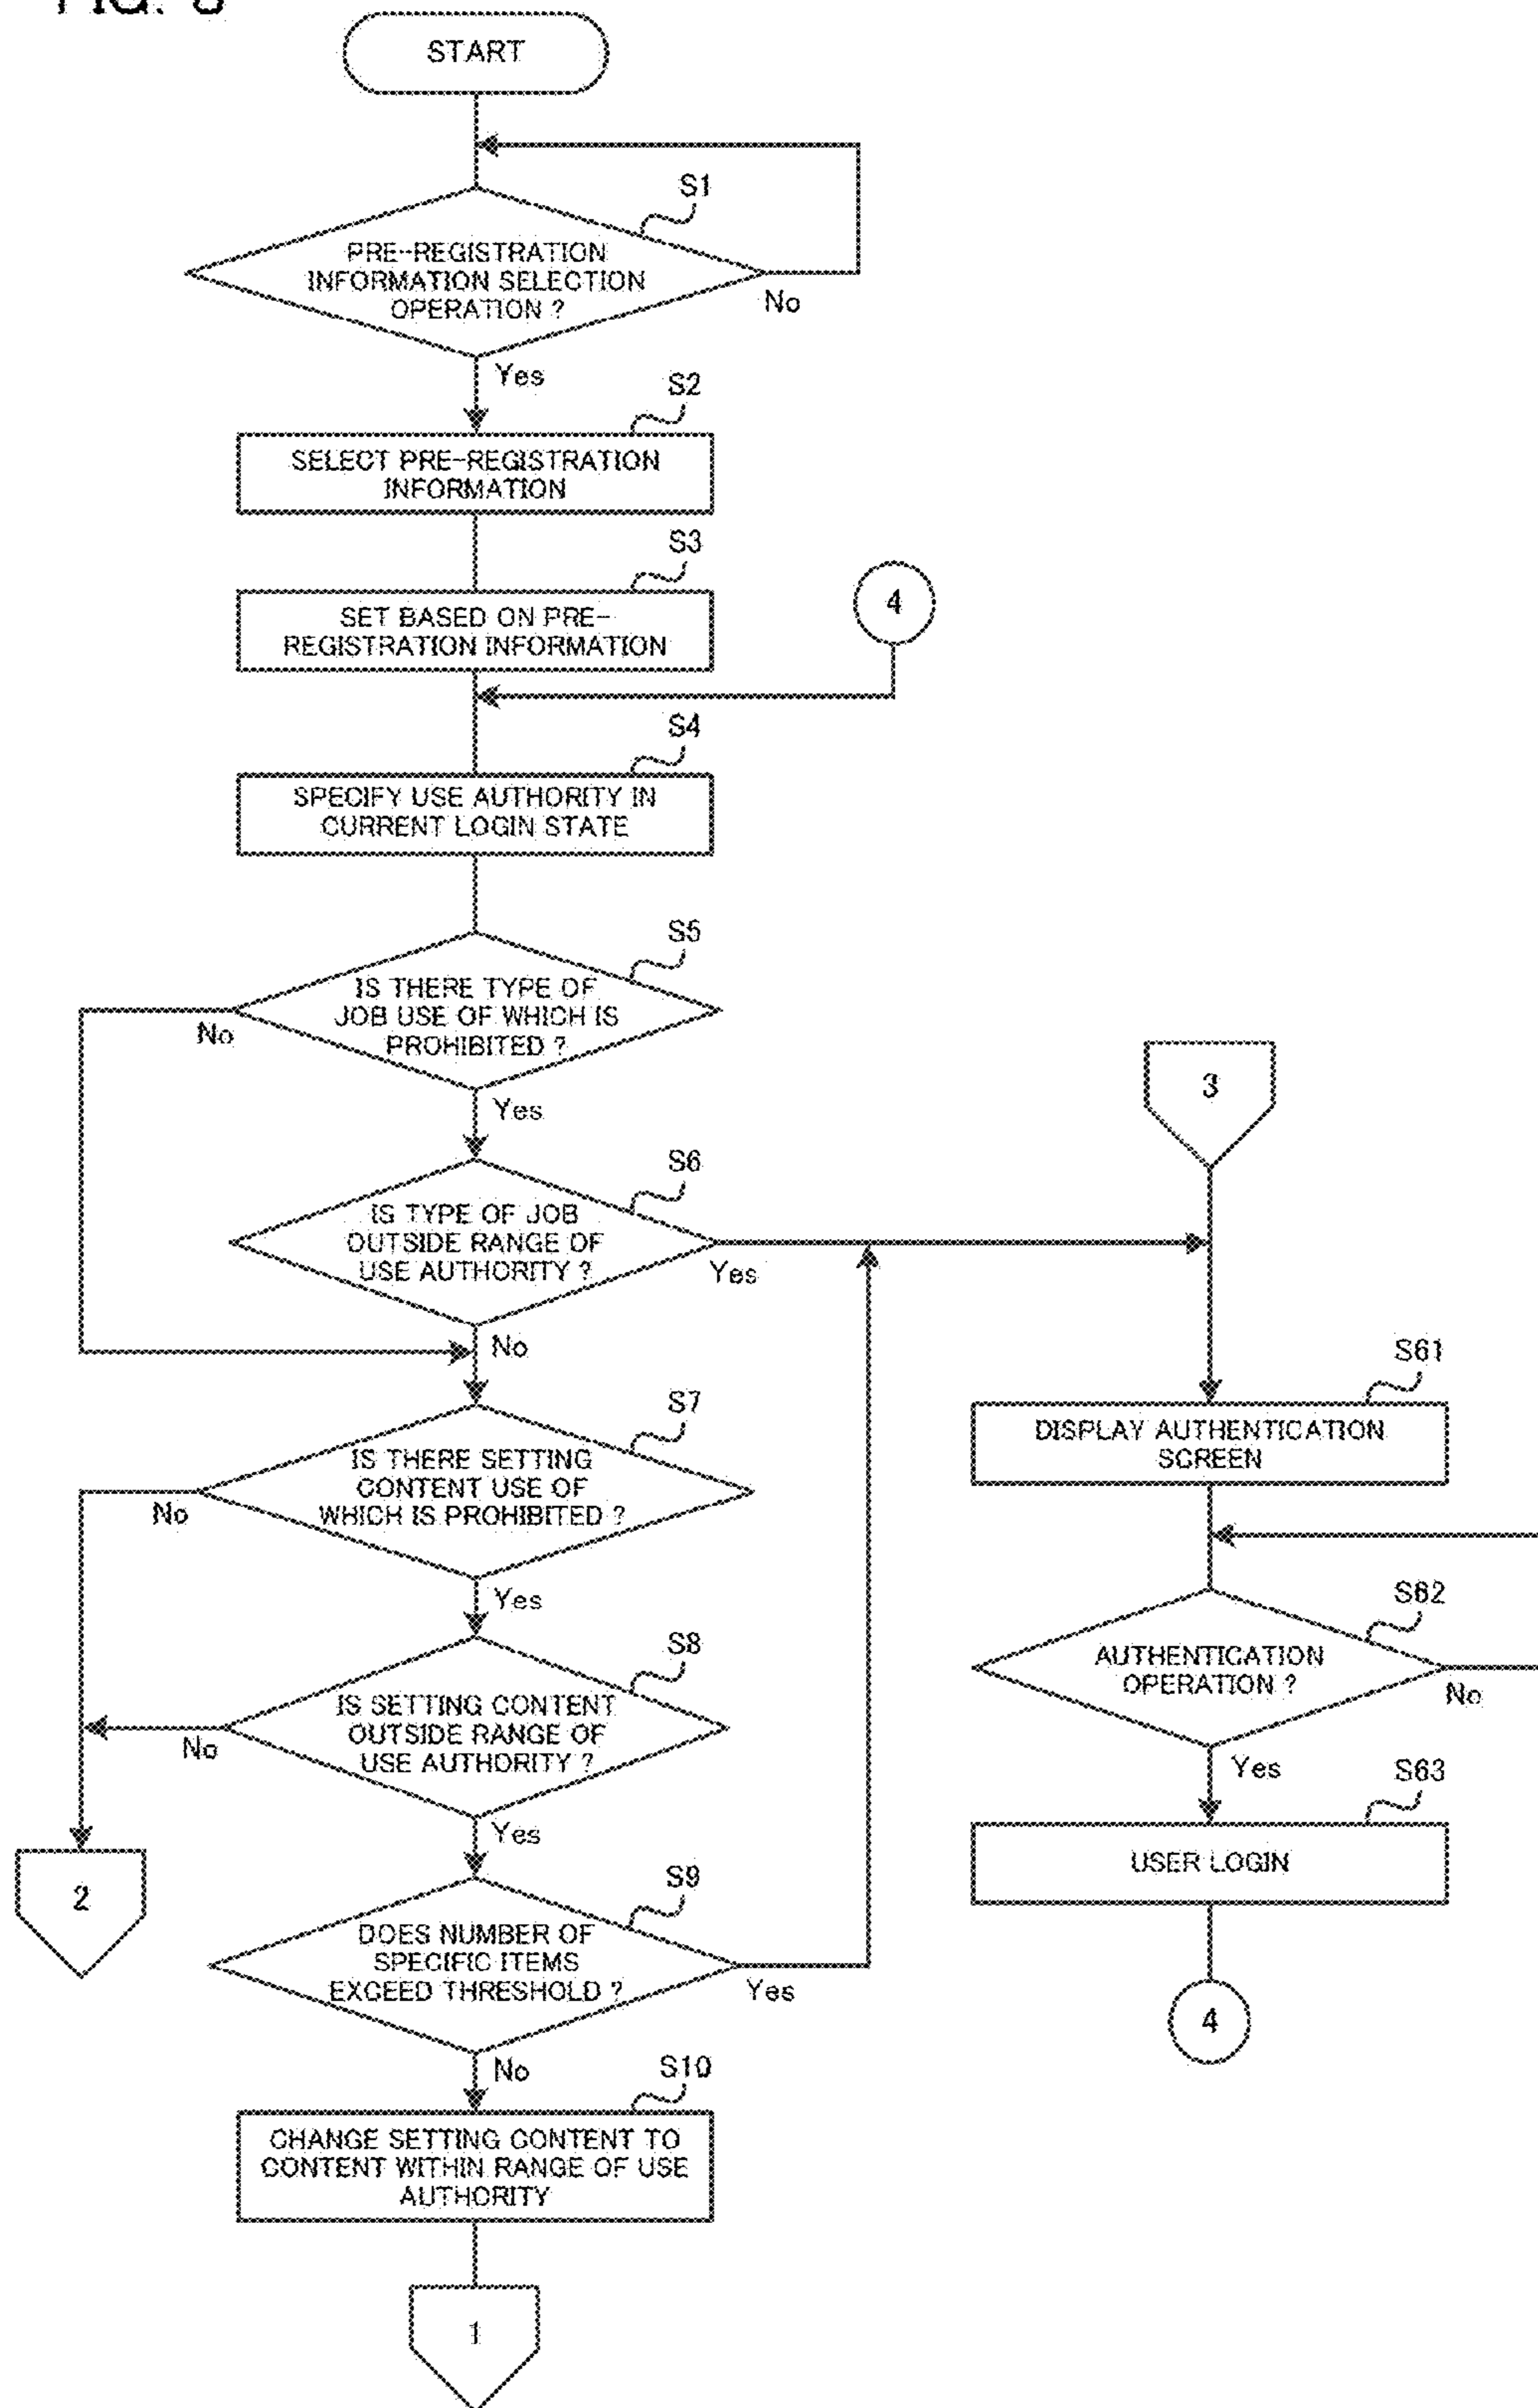 START
S1
PRE-REGISTRATION
INFORMATION SELECTION
OPERATION ?
No
Yes
S2
SELECT PRE-REGISTRATION
INFORMATION
S3
SET BASED ON PRE-
REGISTRATION INFORMATION
4
S4
SPECIFY USE AUTHORITY IN
CURRENT LOGIN STATE
S5
IS THERE TYPE OF
JOB USE OF WHICH IS
PROHIBITED ?
No
Yes
3
S6
IS TYPE OF JOB
OUTSIDE RANGE OF
USE AUTHORITY ?
Yes
No
S7
IS THERE SETTING
CONTENT USE OF
WHICH IS PROHIBITED ?
No
Yes
S8
IS SETTING CONTENT
OUTSIDE RANGE OF
USE AUTHORITY ?
No
Yes
2
S9
DOES NUMBER OF
SPECIFIC ITEMS
EXCEED THRESHOLD ?
Yes
No
S10
CHANGE SETTING CONTENT TO
CONTENT WITHIN RANGE OF USE
AUTHORITY
1
S61
DISPLAY AUTHENTICATION
SCREEN
S62
AUTHENTICATION
OPERATION ?
No
Yes
S63
USER LOGIN
4